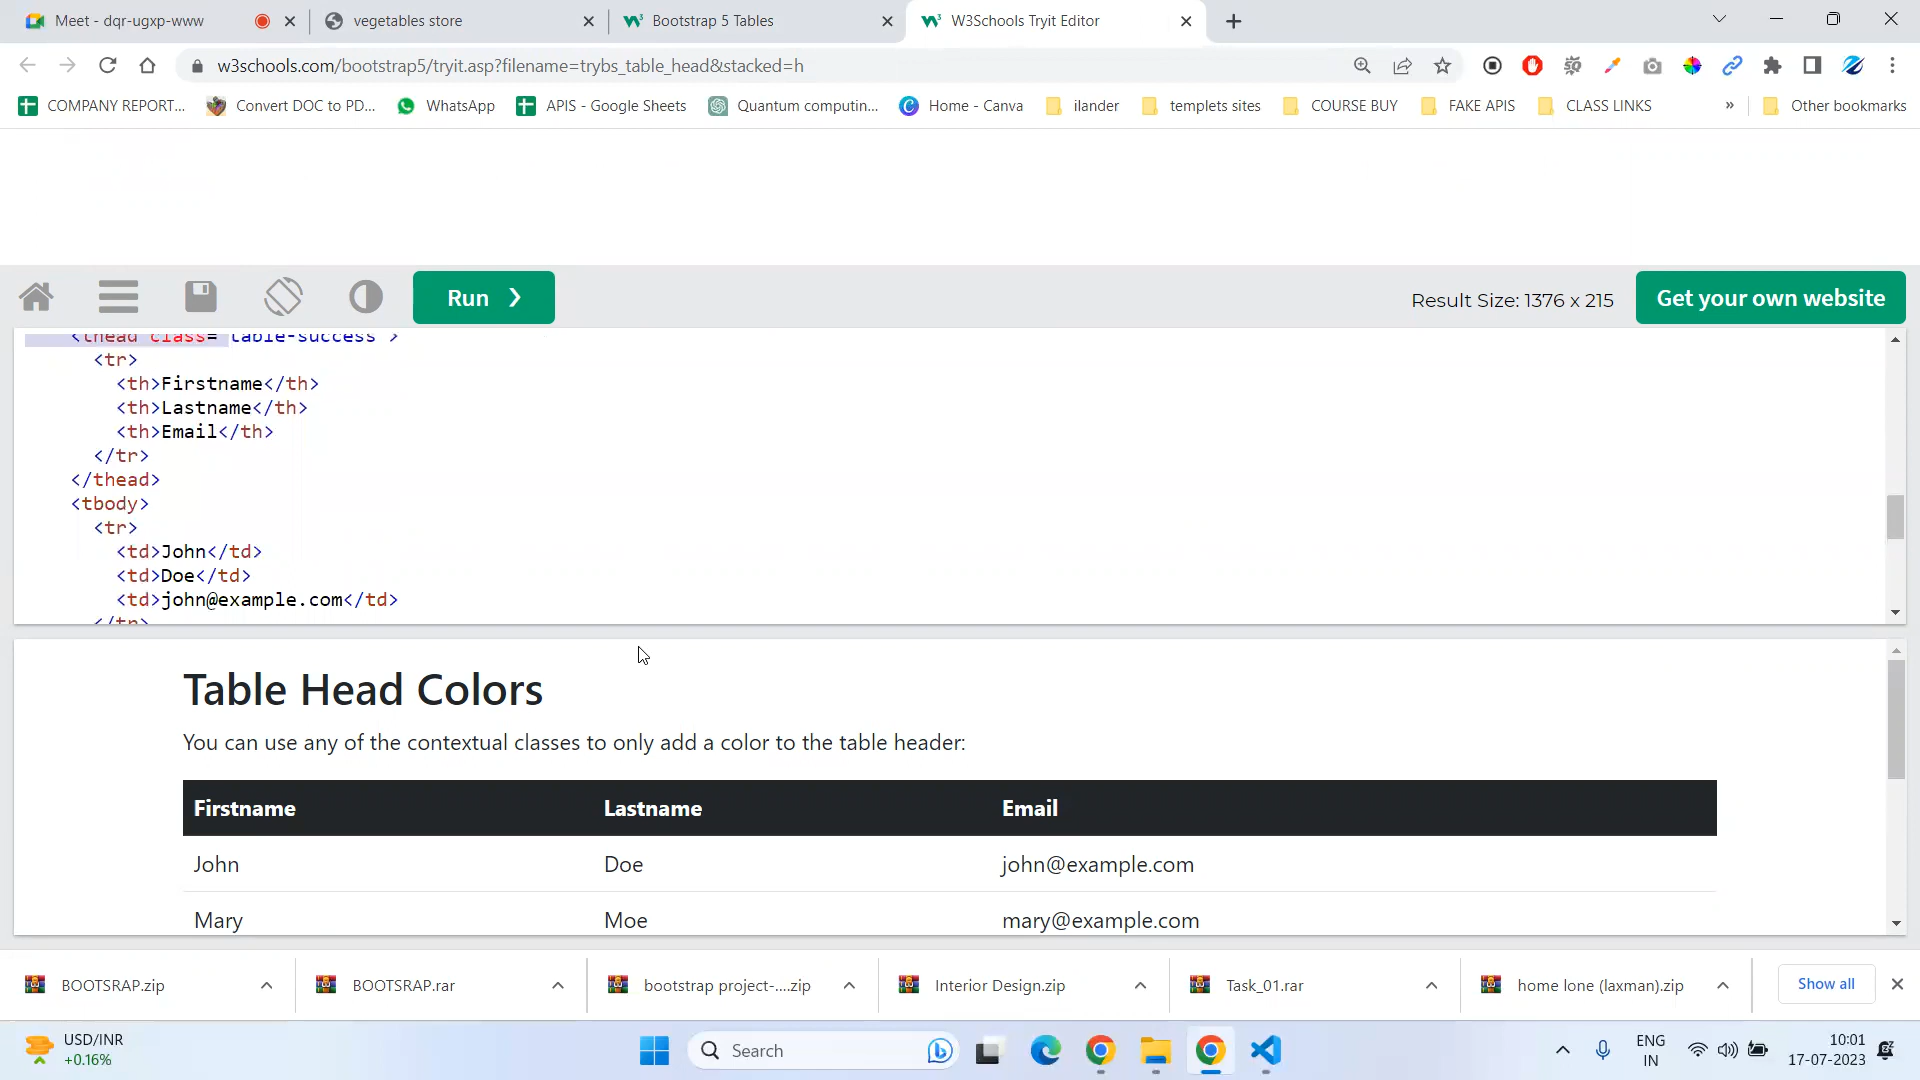 Meet - dqr-ugxp-www
vegetables store
Bootstrap 5 Tables
W3Schools Tryit Editor
w3schools.com/bootstrap5/tryit.asp?filename=trybs_table_head&stacked=h
COMPANY REPORT...
Convert DOC to PD...
WhatsApp
APIS - Google Sheets
Quantum computin...
Home - Canva
ilander
templets sites
COURSE BUY
FAKE APIS
CLASS LINKS
»
Other bookmarks
Run ❯
Result Size: 1376 x 215
Get your own website
<thead class="table-success">
<tr>
<th>Firstname</th>
<th>Lastname</th>
<th>Email</th>
</tr>
</thead>
<tbody>
<tr>
<td>John</td>
<td>Doe</td>
<td>john@example.com</td>
</tr>
Table Head Colors
You can use any of the contextual classes to only add a color to the table header:
Firstname Lastname Email
John Doe john@example.com
Mary Moe mary@example.com
BOOTSRAP.zip
BOOTSRAP.rar
bootstrap project-....zip
Interior Design.zip
Task_01.rar
home lone (laxman).zip
Show all
USD/INR
+0.16%
Search
ENG
IN
10:01
17-07-2023